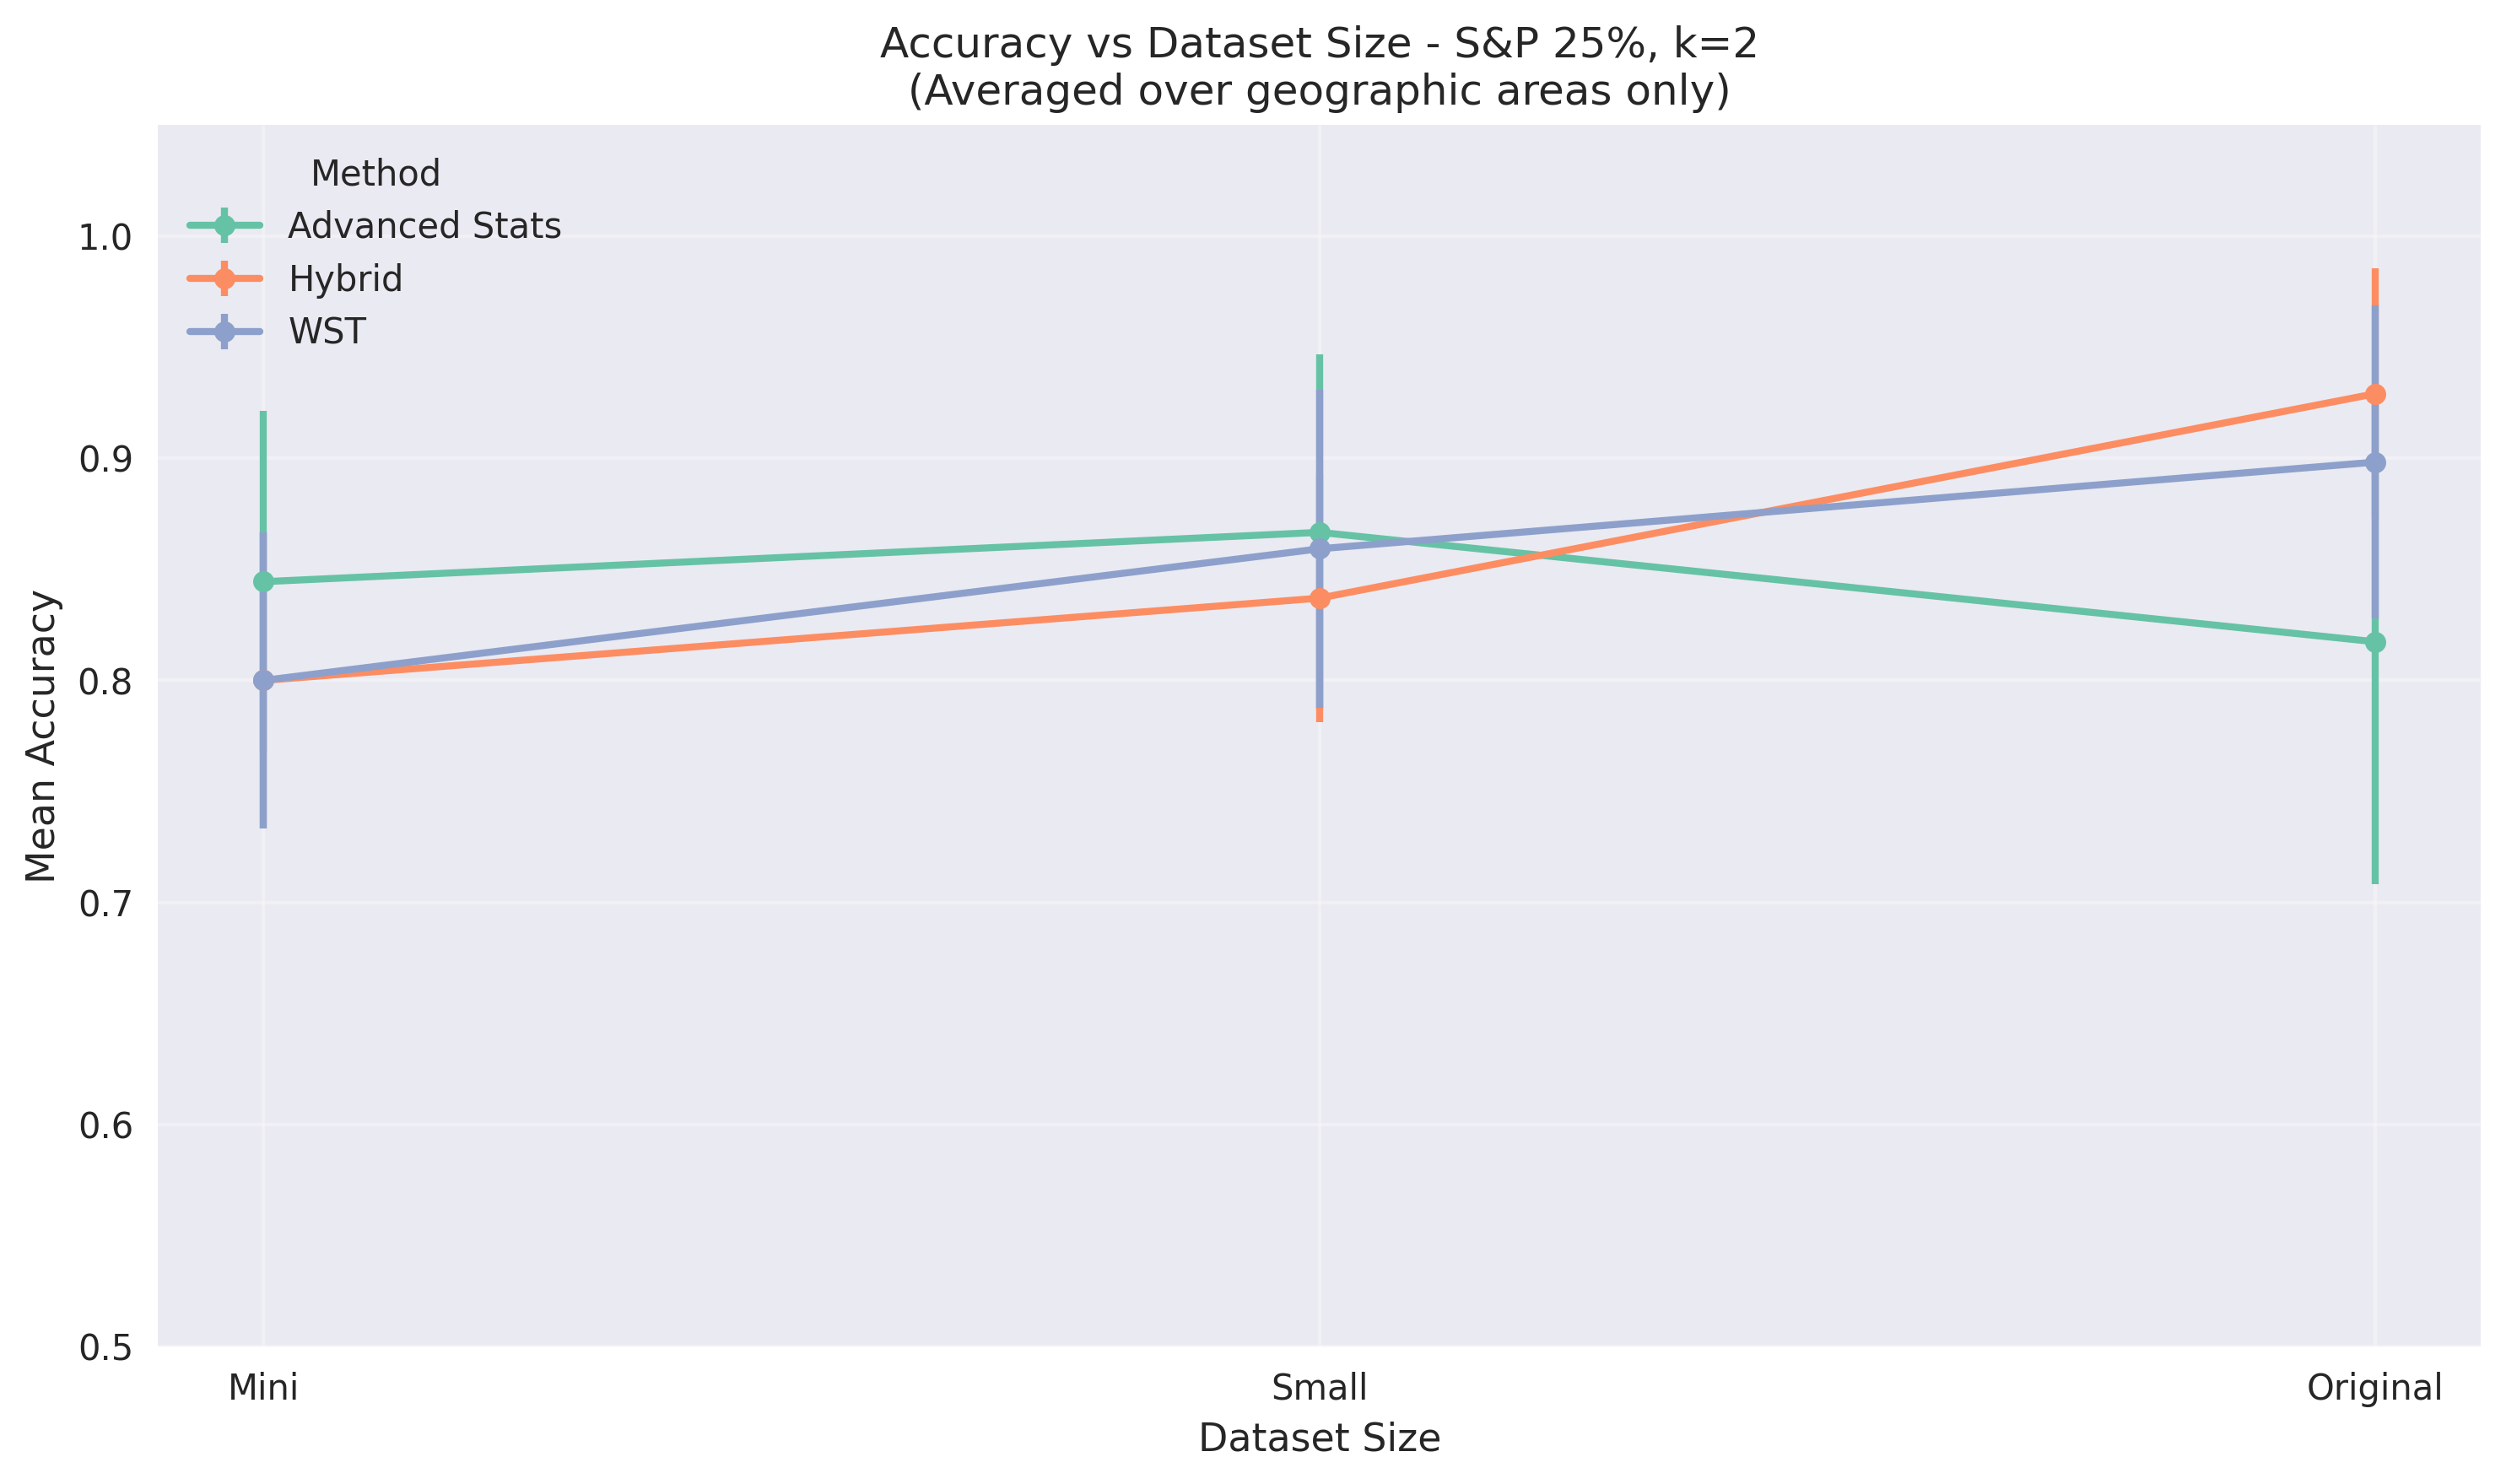 Accuracy vs Dataset Size - S&P 25%, k=2
(Averaged over geographic areas only)
Method
Advanced Stats
Hybrid
WST
Mean Accuracy
1.0
0.9
0.8
0.7
0.6
0.5
Mini
Small
Original
Dataset Size